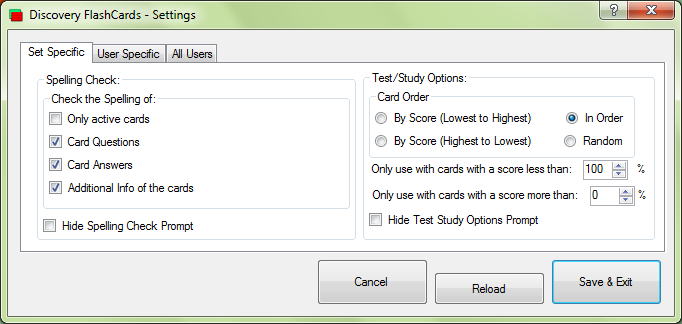 Discovery FlashCards - Settings
Set Specific
User Specific
All Users
Spelling Check:
Check the Spelling of:
Only active cards
Card Questions
Card Answers
Additional Info of the cards
Hide Spelling Check Prompt
Test/Study Options:
Card Order
By Score (Lowest to Highest)
In Order
By Score (Highest to Lowest)
Random
Only use with cards with a score less than: 100 %
Only use with cards with a score more than: 0 %
Hide Test Study Options Prompt
Cancel
Reload
Save & Exit